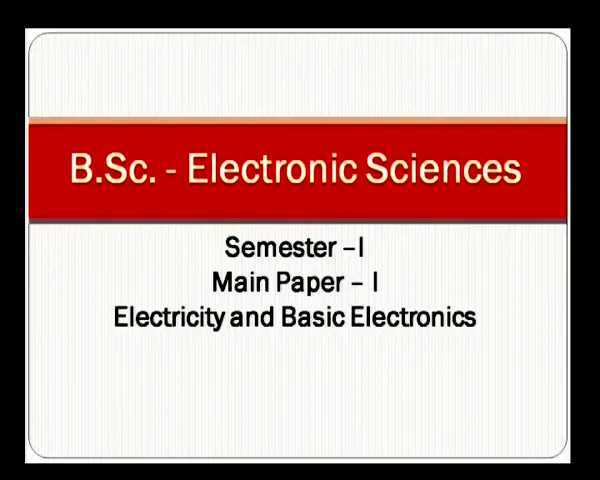 B.Sc. - Electronic Sciences
Semester –I
Main Paper – I
Electricity and Basic Electronics